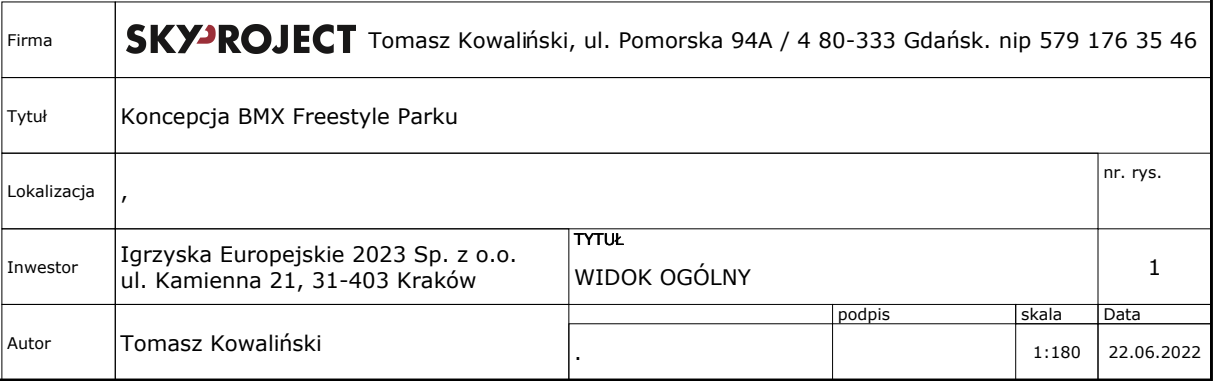 Firma
SKYPROJECT Tomasz Kowaliński, ul. Pomorska 94A / 4 80-333 Gdańsk. nip 579 176 35 46
Tytuł
Koncepcja BMX Freestyle Parku
Lokalizacja
,
nr. rys.
1
Inwestor
Igrzyska Europejskie 2023 Sp. z o.o.
ul. Kamienna 21, 31-403 Kraków
TYTUŁ
WIDOK OGÓLNY
Autor
Tomasz Kowaliński
.
podpis
skala
1:180
Data
22.06.2022